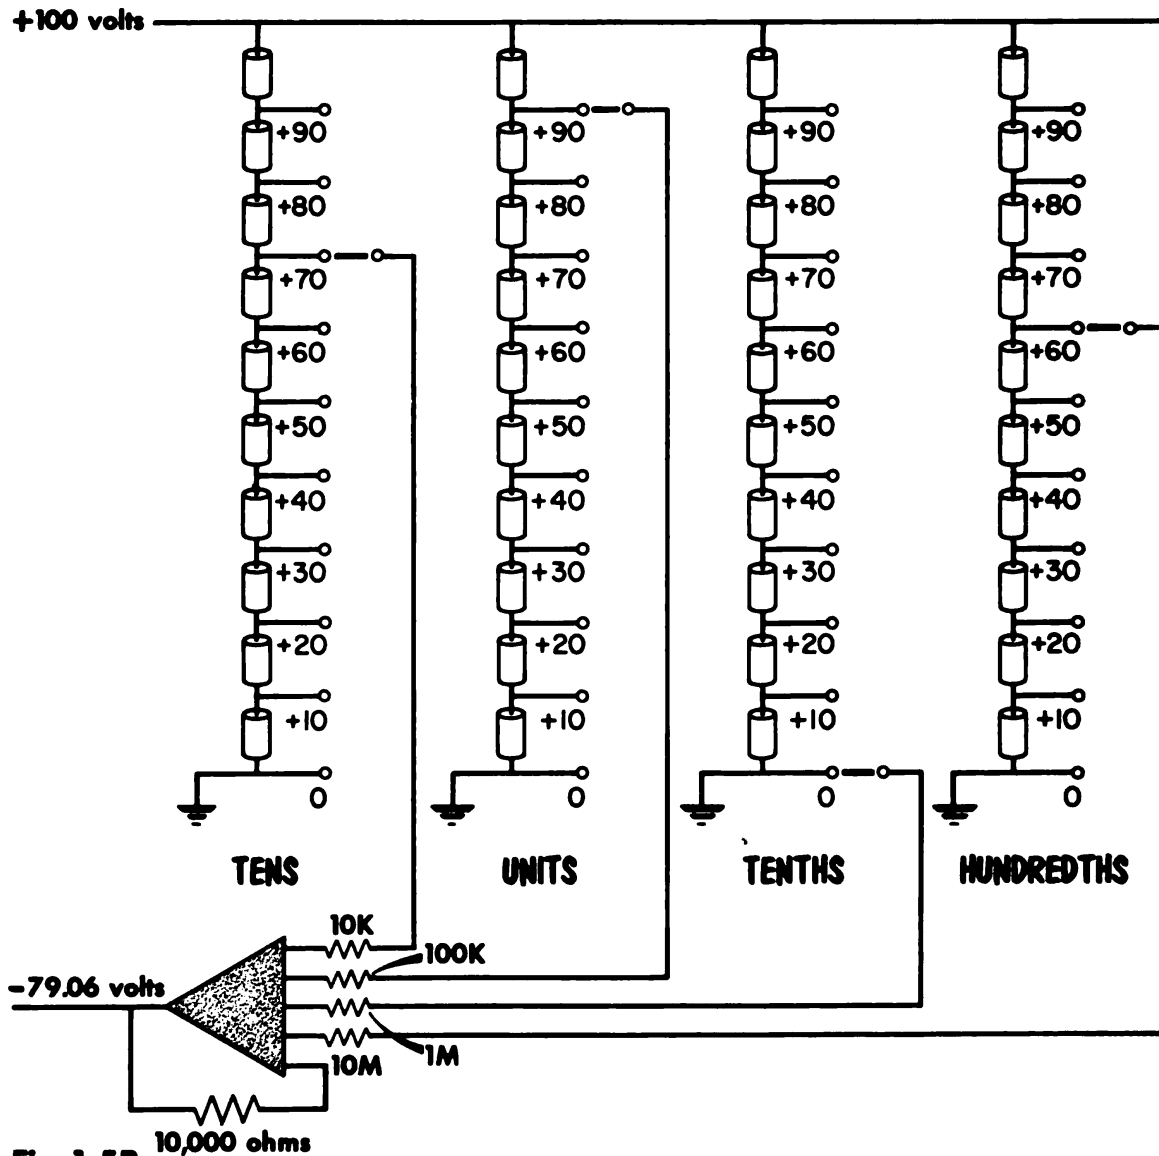 +100 volts
+90 +90 +90 +90
+80 +80 +80 +80
+70 +70 +70 +70
+60 +60 +60 +60
+50 +50 +50 +50
+40 +40 +40 +40
+30 +30 +30 +30
+20 +20 +20 +20
+10 +10 +10 +10
0 0 0 0
TENS UNITS TENTHS HUNDREDTHS
10K
100K
-79.06 volts
1M
10M
10,000 ohms